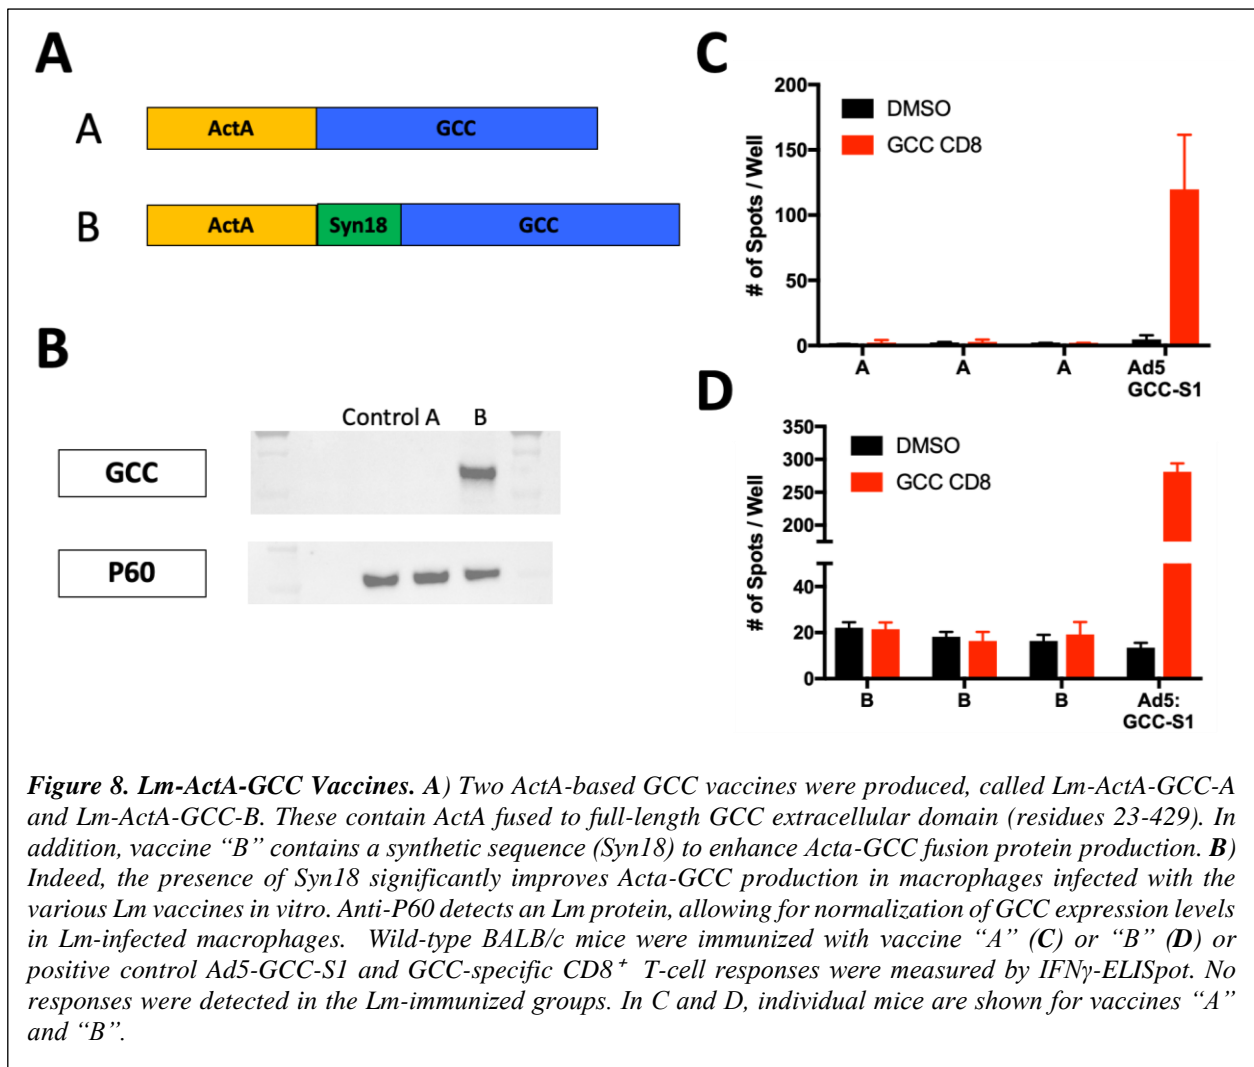 A
A
ActA
GCC
B
ActA
Syn18
GCC
B
Control A
B
GCC
P60
C
# of Spots / Well
200
150
100
50
0
DMSO
GCC CD8
A
A
A
Ad5
GCC-S1
D
# of Spots / Well
350
300
250
200
40
20
0
DMSO
GCC CD8
B
B
B
Ad5:
GCC-S1
Figure 8. Lm-ActA-GCC Vaccines. A) Two ActA-based GCC vaccines were produced, called Lm-ActA-GCC-A
and Lm-ActA-GCC-B. These contain ActA fused to full-length GCC extracellular domain (residues 23-429). In
addition, vaccine “B” contains a synthetic sequence (Syn18) to enhance Acta-GCC fusion protein production. B)
Indeed, the presence of Syn18 significantly improves Acta-GCC production in macrophages infected with the
various Lm vaccines in vitro. Anti-P60 detects an Lm protein, allowing for normalization of GCC expression levels
in Lm-infected macrophages. Wild-type BALB/c mice were immunized with vaccine “A” (C) or “B” (D) or
positive control Ad5-GCC-S1 and GCC-specific CD8⁺ T-cell responses were measured by IFNγ-ELISpot. No
responses were detected in the Lm-immunized groups. In C and D, individual mice are shown for vaccines “A”
and “B”.